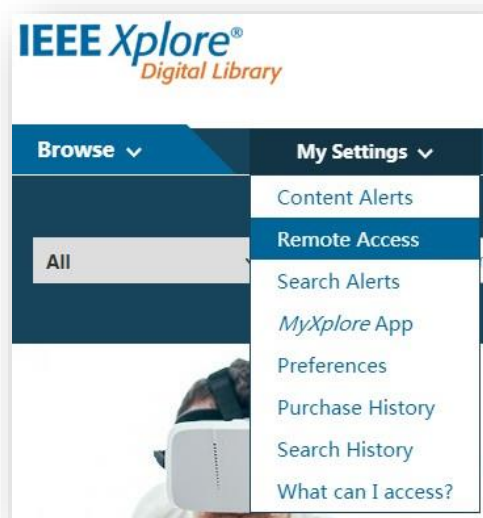 IEEE Xplore®
Digital Library
Browse
My Settings
Content Alerts
Remote Access
All
Search Alerts
MyXplore App
Preferences
Purchase History
Search History
What can I access?